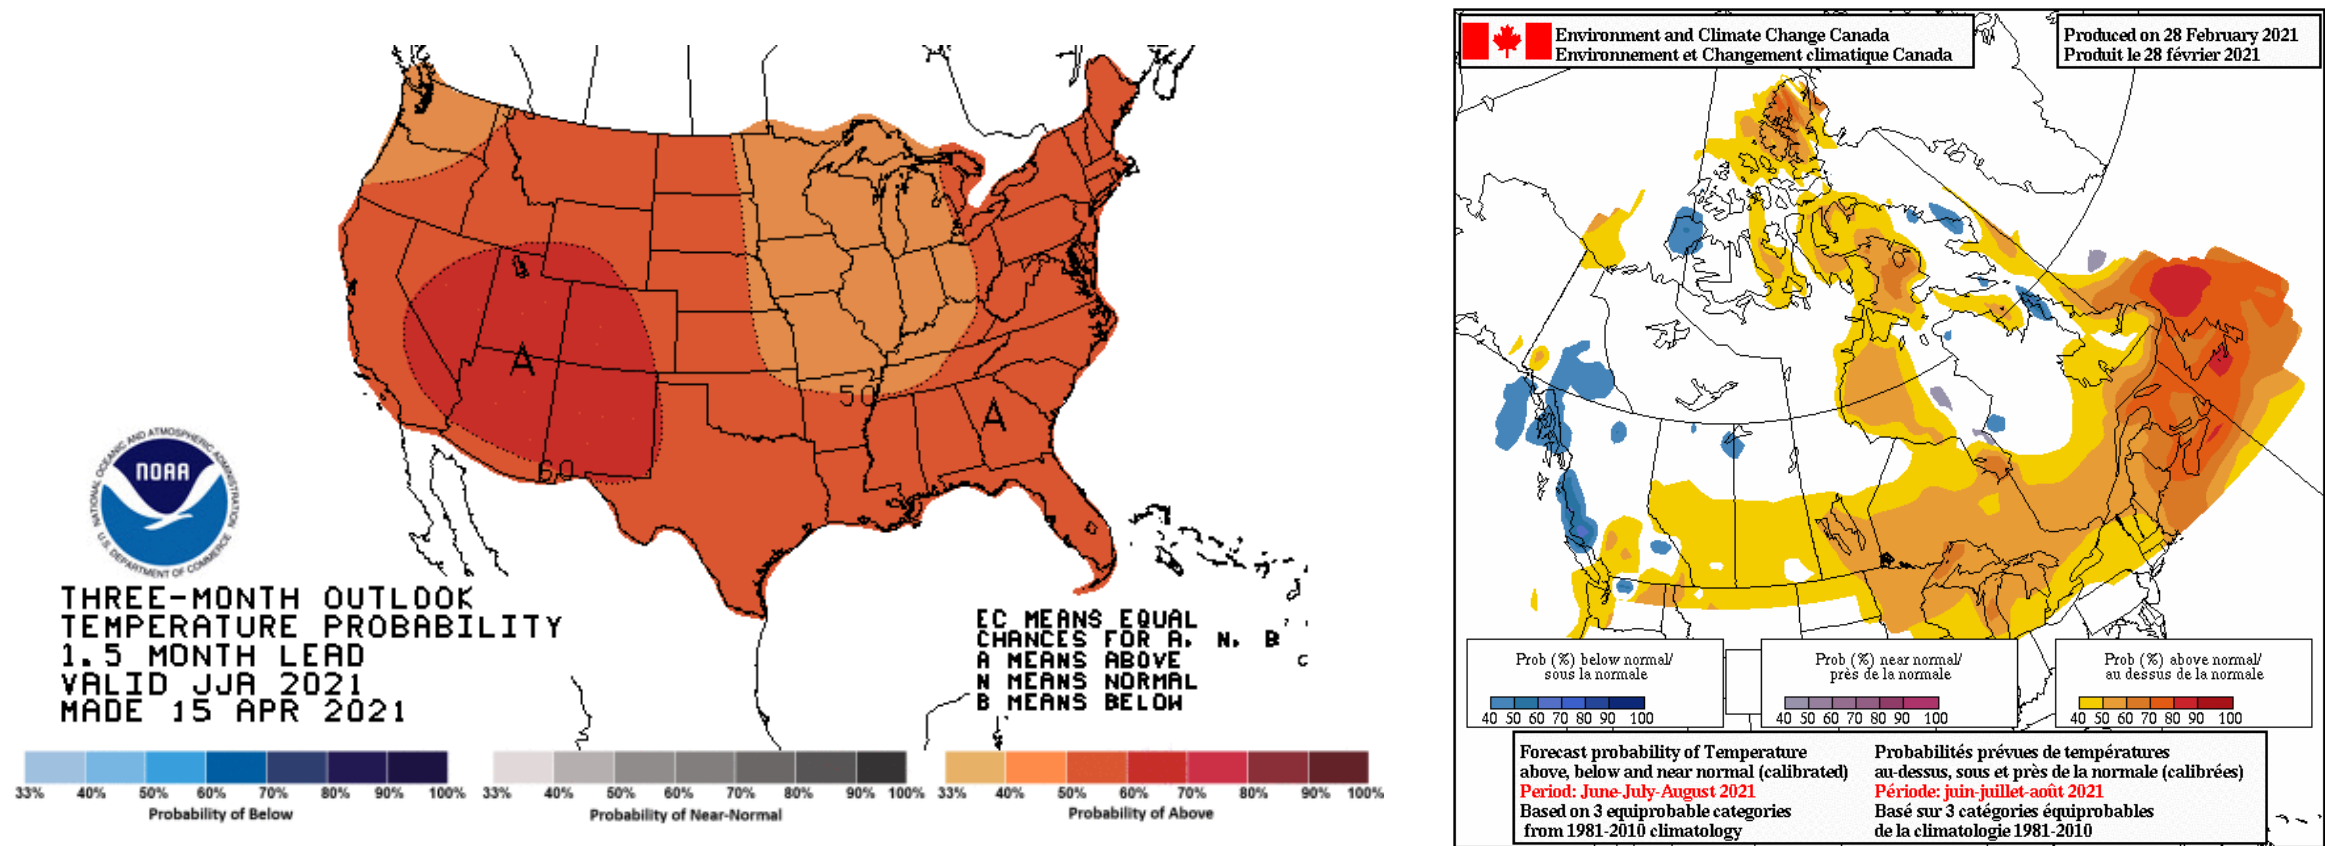 A
50
A
60
NATIONAL OCEANIC AND ATMOSPHERIC ADMINISTRATION
NOAA
U.S. DEPARTMENT OF COMMERCE
THREE-MONTH OUTLOOK
TEMPERATURE PROBABILITY
1.5 MONTH LEAD
VALID JJA 2021
MADE 15 APR 2021
EC MEANS EQUAL
CHANCES FOR A, N, B
A MEANS ABOVE
N MEANS NORMAL
B MEANS BELOW
33% 40% 50% 60% 70% 80% 90% 100%
Probability of Below
33% 40% 50% 60% 70% 80% 90% 100%
Probability of Near-Normal
33% 40% 50% 60% 70% 80% 90% 100%
Probability of Above
Environment and Climate Change Canada
Environnement et Changement climatique Canada
Produced on 28 February 2021
Produit le 28 février 2021
Prob (%) below normal/
sous la normale
40 50 60 70 80 90 100
Prob (%) near normal/
près de la normale
40 50 60 70 80 90 100
Prob (%) above normal/
au dessus de la normale
40 50 60 70 80 90 100
Forecast probability of Temperature
above, below and near normal (calibrated)
Period: June-July-August 2021
Based on 3 equiprobable categories
from 1981-2010 climatology
Probabilités prévues de températures
au-dessus, sous et près de la normale (calibrées)
Période: juin-juillet-août 2021
Basé sur 3 catégories équiprobables
de la climatologie 1981-2010